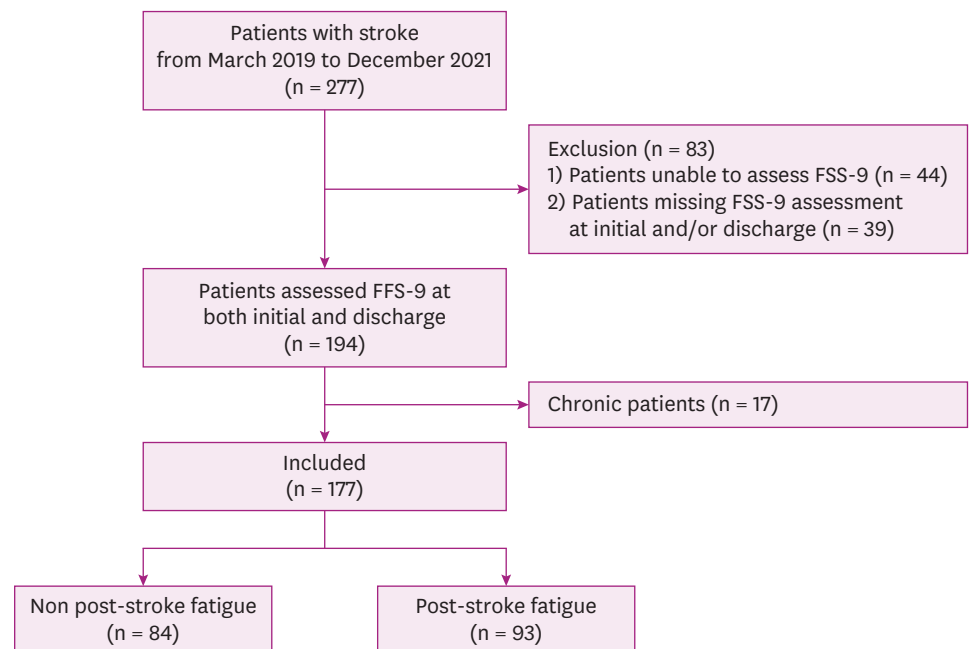 Patients with stroke
from March 2019 to December 2021
(n = 277)
Exclusion (n = 83)
1) Patients unable to assess FSS-9 (n = 44)
2) Patients missing FSS-9 assessment
at initial and/or discharge (n = 39)
Patients assessed FFS-9 at
both initial and discharge
(n = 194)
Chronic patients (n = 17)
Included
(n = 177)
Non post-stroke fatigue
(n = 84)
Post-stroke fatigue
(n = 93)